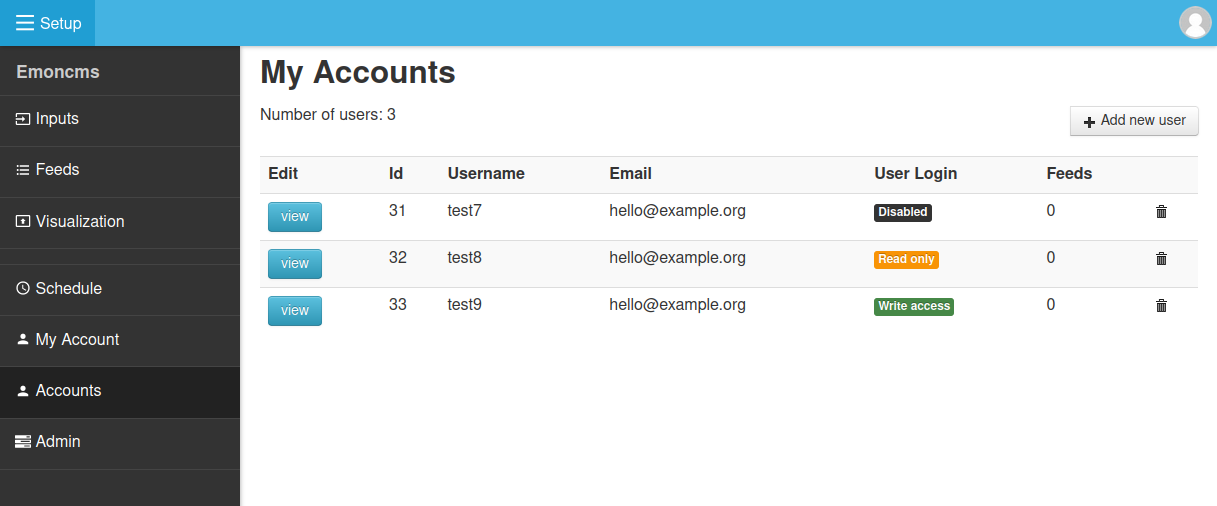 Setup
Emoncms
Inputs
Feeds
Visualization
Schedule
My Account
Accounts
Admin
My Accounts
Number of users: 3
Add new user
Edit Id Username Email User Login Feeds
view 31 test7 hello@example.org Disabled 0
view 32 test8 hello@example.org Read only 0
view 33 test9 hello@example.org Write access 0